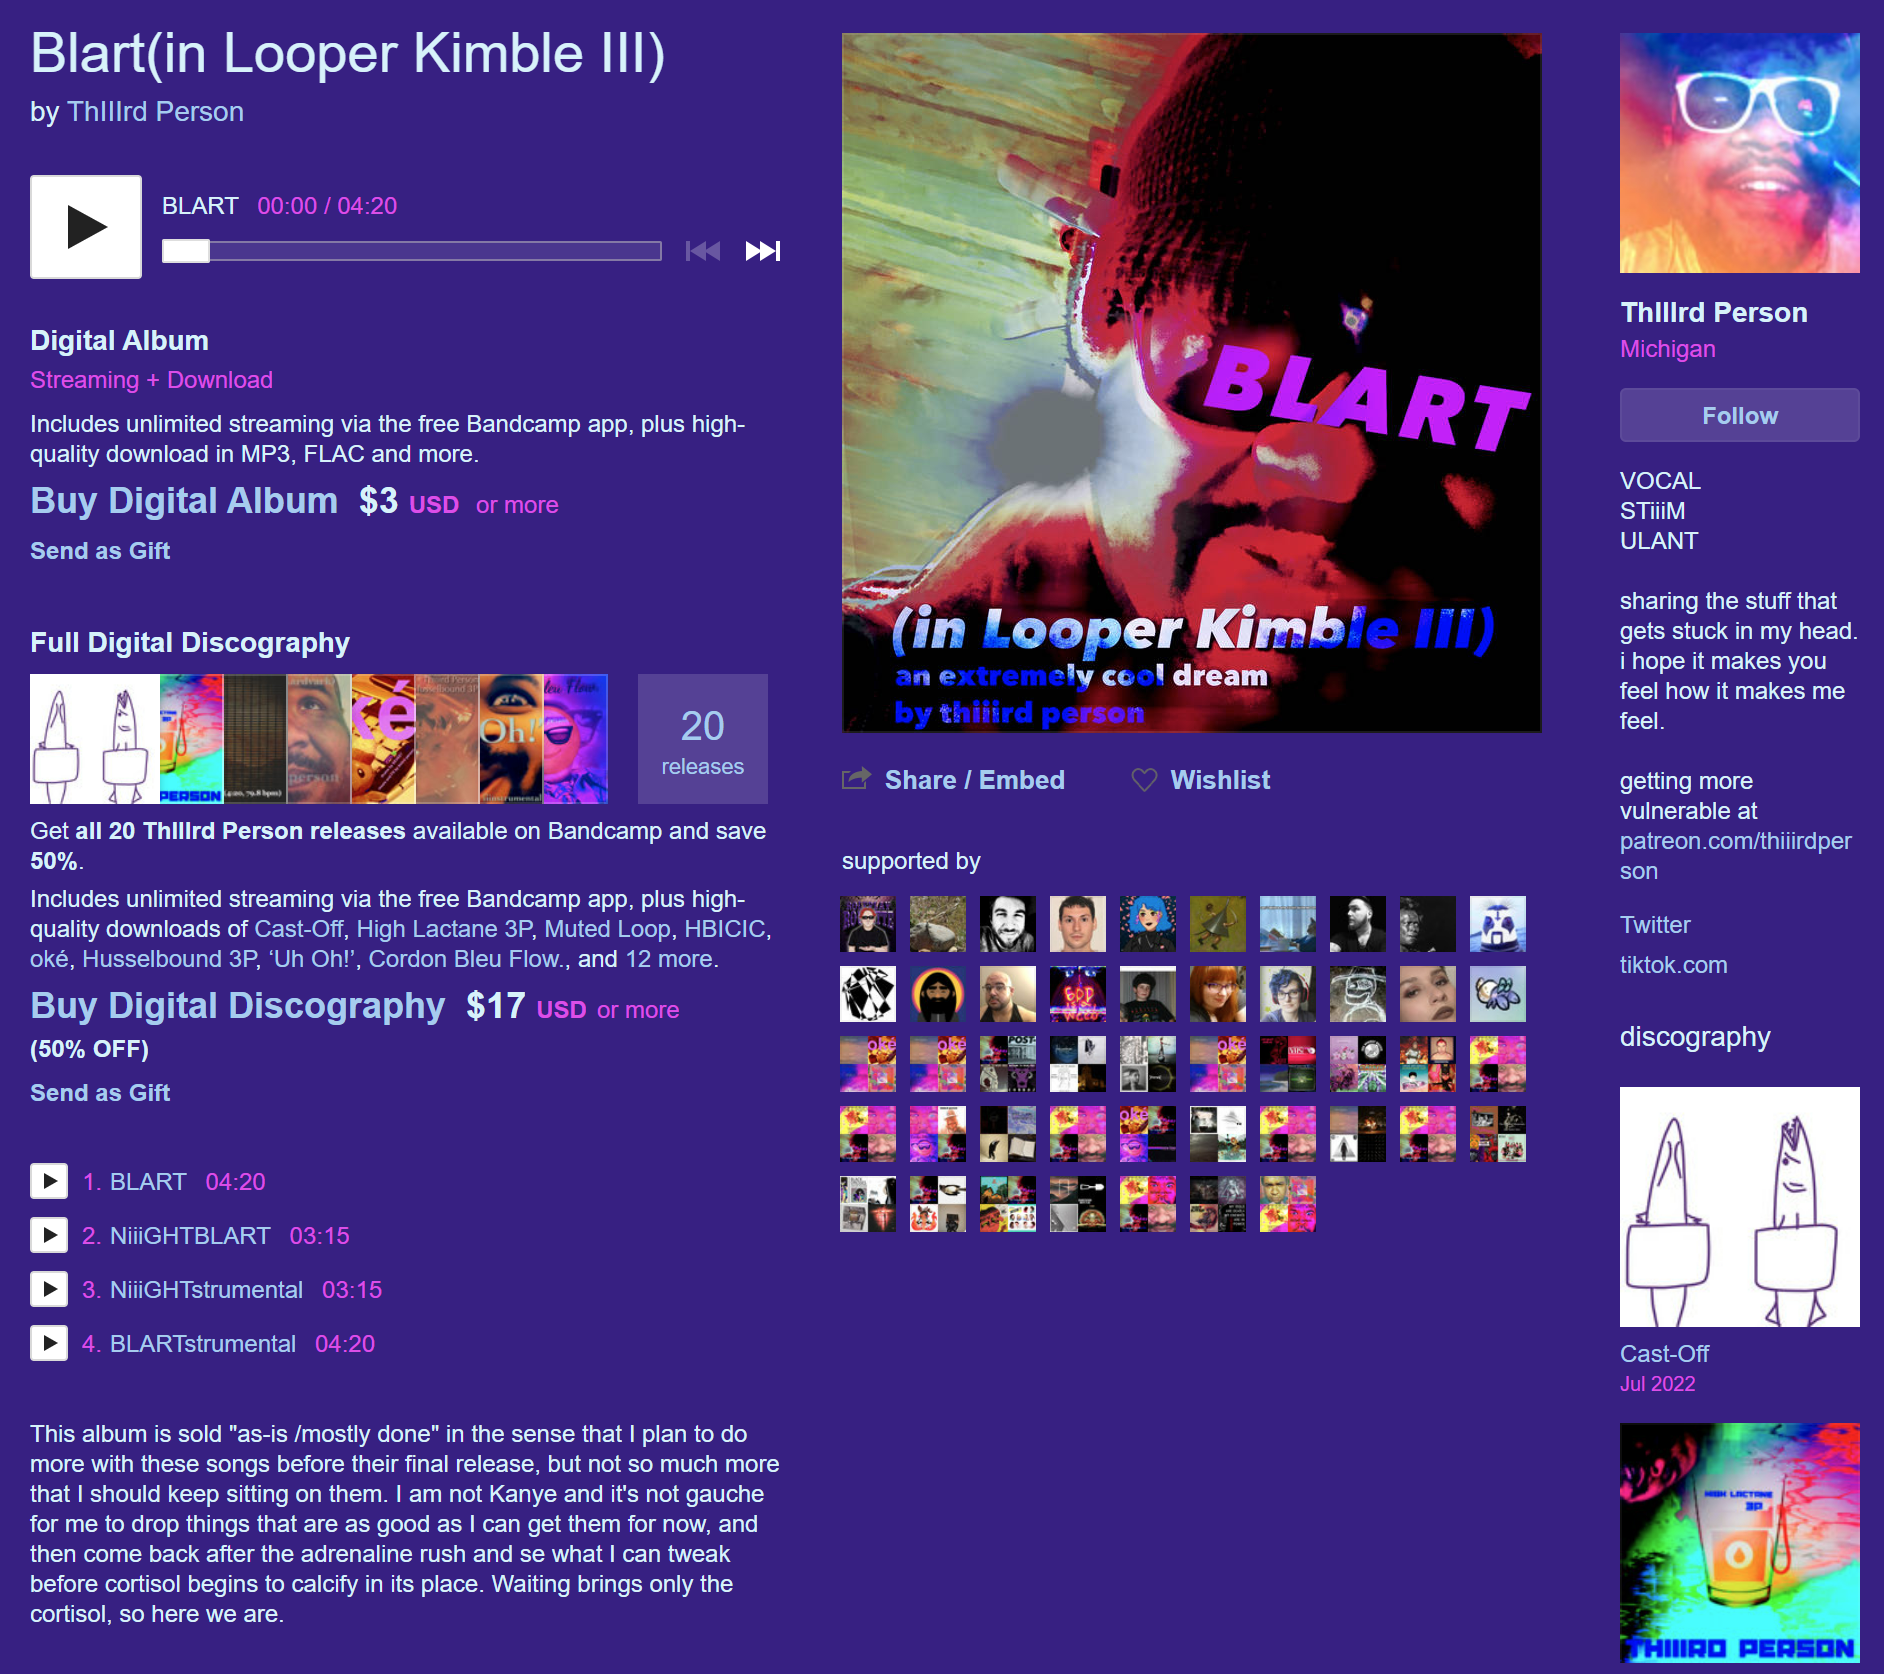 Blart(in Looper Kimble III)
by ThIIIrd Person
BLART 00:00 / 04:20
Digital Album
Streaming + Download
Includes unlimited streaming via the free Bandcamp app, plus high-
quality download in MP3, FLAC and more.
Buy Digital Album $3 USD or more
Send as Gift
Full Digital Discography
PERSON
(4:20, 79.8 bpm)
person
ké
Oh!'
20
releases
Get all 20 ThIIIrd Person releases available on Bandcamp and save
50%.
Includes unlimited streaming via the free Bandcamp app, plus high-
quality downloads of Cast-Off, High Lactane 3P, Muted Loop, HBICIC,
oké, Husselbound 3P, ‘Uh Oh!’, Cordon Bleu Flow., and 12 more.
Buy Digital Discography $17 USD or more
(50% OFF)
Send as Gift
1. BLART 04:20
2. NiiiGHTBLART 03:15
3. NiiiGHTstrumental 03:15
4. BLARTstrumental 04:20
This album is sold "as-is /mostly done" in the sense that I plan to do
more with these songs before their final release, but not so much more
that I should keep sitting on them. I am not Kanye and it's not gauche
for me to drop things that are as good as I can get them for now, and
then come back after the adrenaline rush and se what I can tweak
before cortisol begins to calcify in its place. Waiting brings only the
cortisol, so here we are.
BLART
(in Looper Kimble III)
an extremely cool dream
by thiiird person
Share / Embed
Wishlist
supported by
ThIIIrd Person
Michigan
Follow
VOCAL
STiiiM
ULANT
sharing the stuff that
gets stuck in my head.
i hope it makes you
feel how it makes me
feel.
getting more
vulnerable at
patreon.com/thiiirdper
son
Twitter
tiktok.com
discography
Cast-Off
Jul 2022
HIGH LACTANE
3P
THIIIRD PERSON